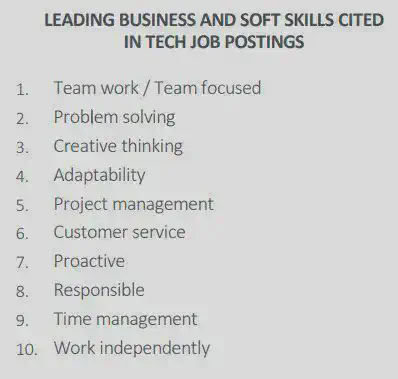 LEADING BUSINESS AND SOFT SKILLS CITED
IN TECH JOB POSTINGS
1. Team work / Team focused
2. Problem solving
3. Creative thinking
4. Adaptability
5. Project management
6. Customer service
7. Proactive
8. Responsible
9. Time management
10. Work independently